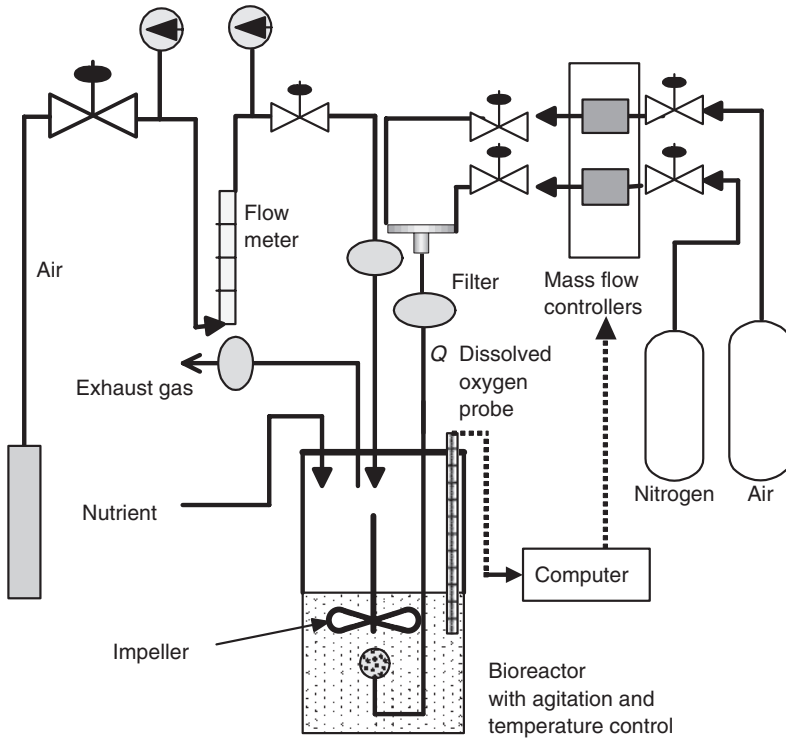 Flow
meter
Air
Filter
Mass flow
controllers
Q Dissolved
oxygen
probe
Exhaust gas
Nitrogen
Air
Nutrient
Computer
Impeller
Bioreactor
with agitation and
temperature control